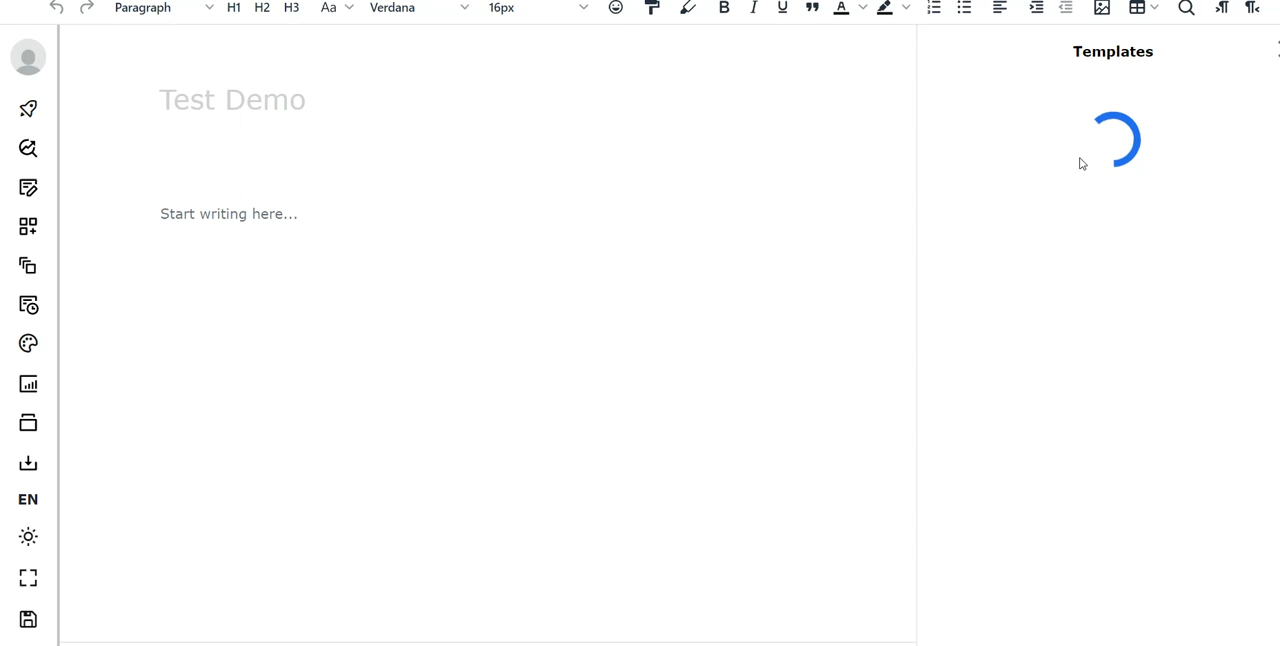 Paragraph H1 H2 H3 Aa Verdana 16px B I U A
Templates
Test Demo
Start writing here...
EN